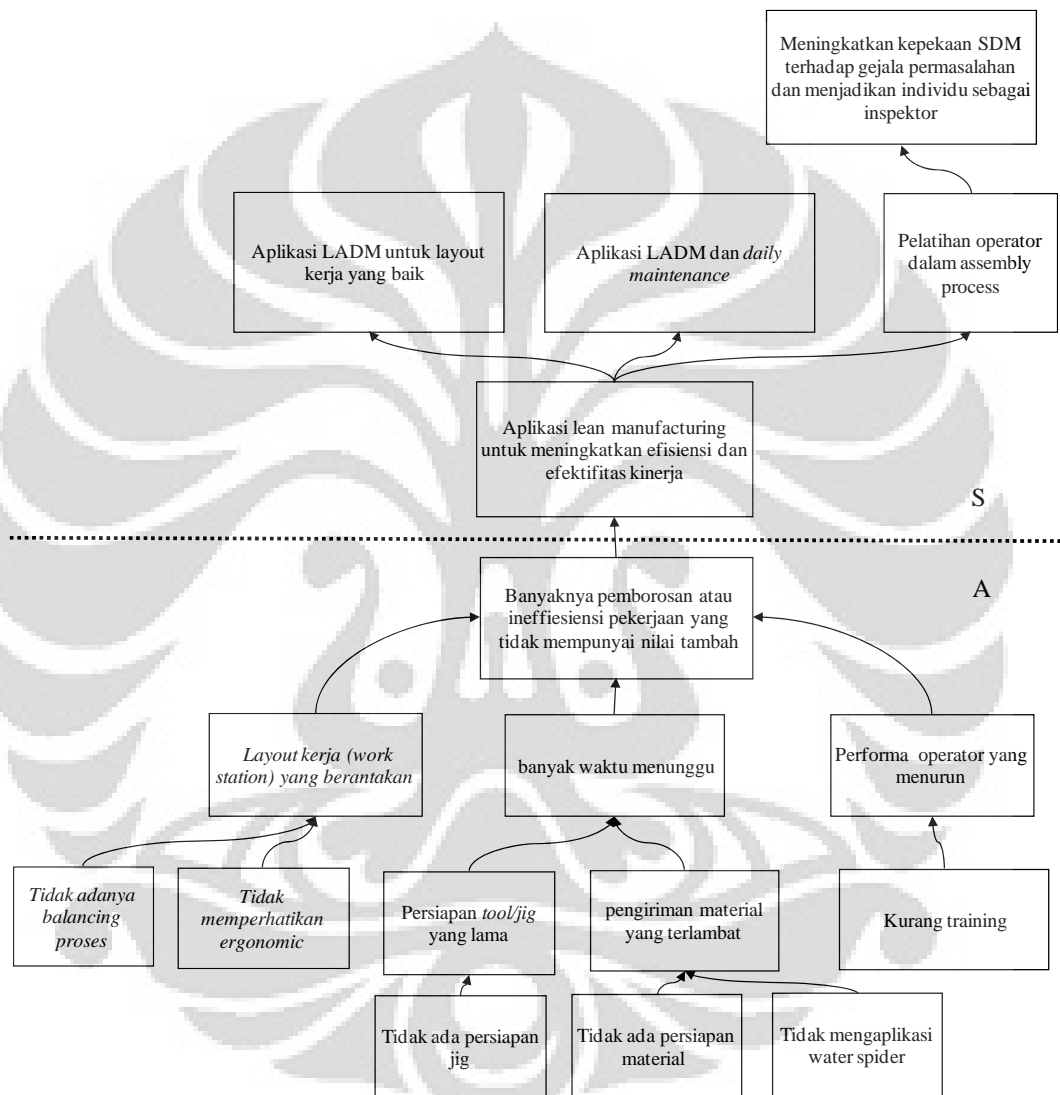 Meningkatkan kepekaan SDM
terhadap gejala permasalahan
dan menjadikan individu sebagai
inspektor
Aplikasi LADM untuk layout
kerja yang baik
Aplikasi LADM dan daily
maintenance
Pelatihan operator
dalam assembly
process
Aplikasi lean manufacturing
untuk meningkatkan efisiensi dan
efektifitas kinerja
S
A
Banyaknya pemborosan atau
ineffiesiensi pekerjaan yang
tidak mempunyai nilai tambah
Layout kerja (work
station) yang berantakan
banyak waktu menunggu
Performa operator yang
menurun
Tidak adanya
balancing
proses
Tidak
memperhatikan
ergonomic
Persiapan tool/jig
yang lama
pengiriman material
yang terlambat
Kurang training
Tidak ada persiapan
jig
Tidak ada persiapan
material
Tidak mengaplikasi
water spider